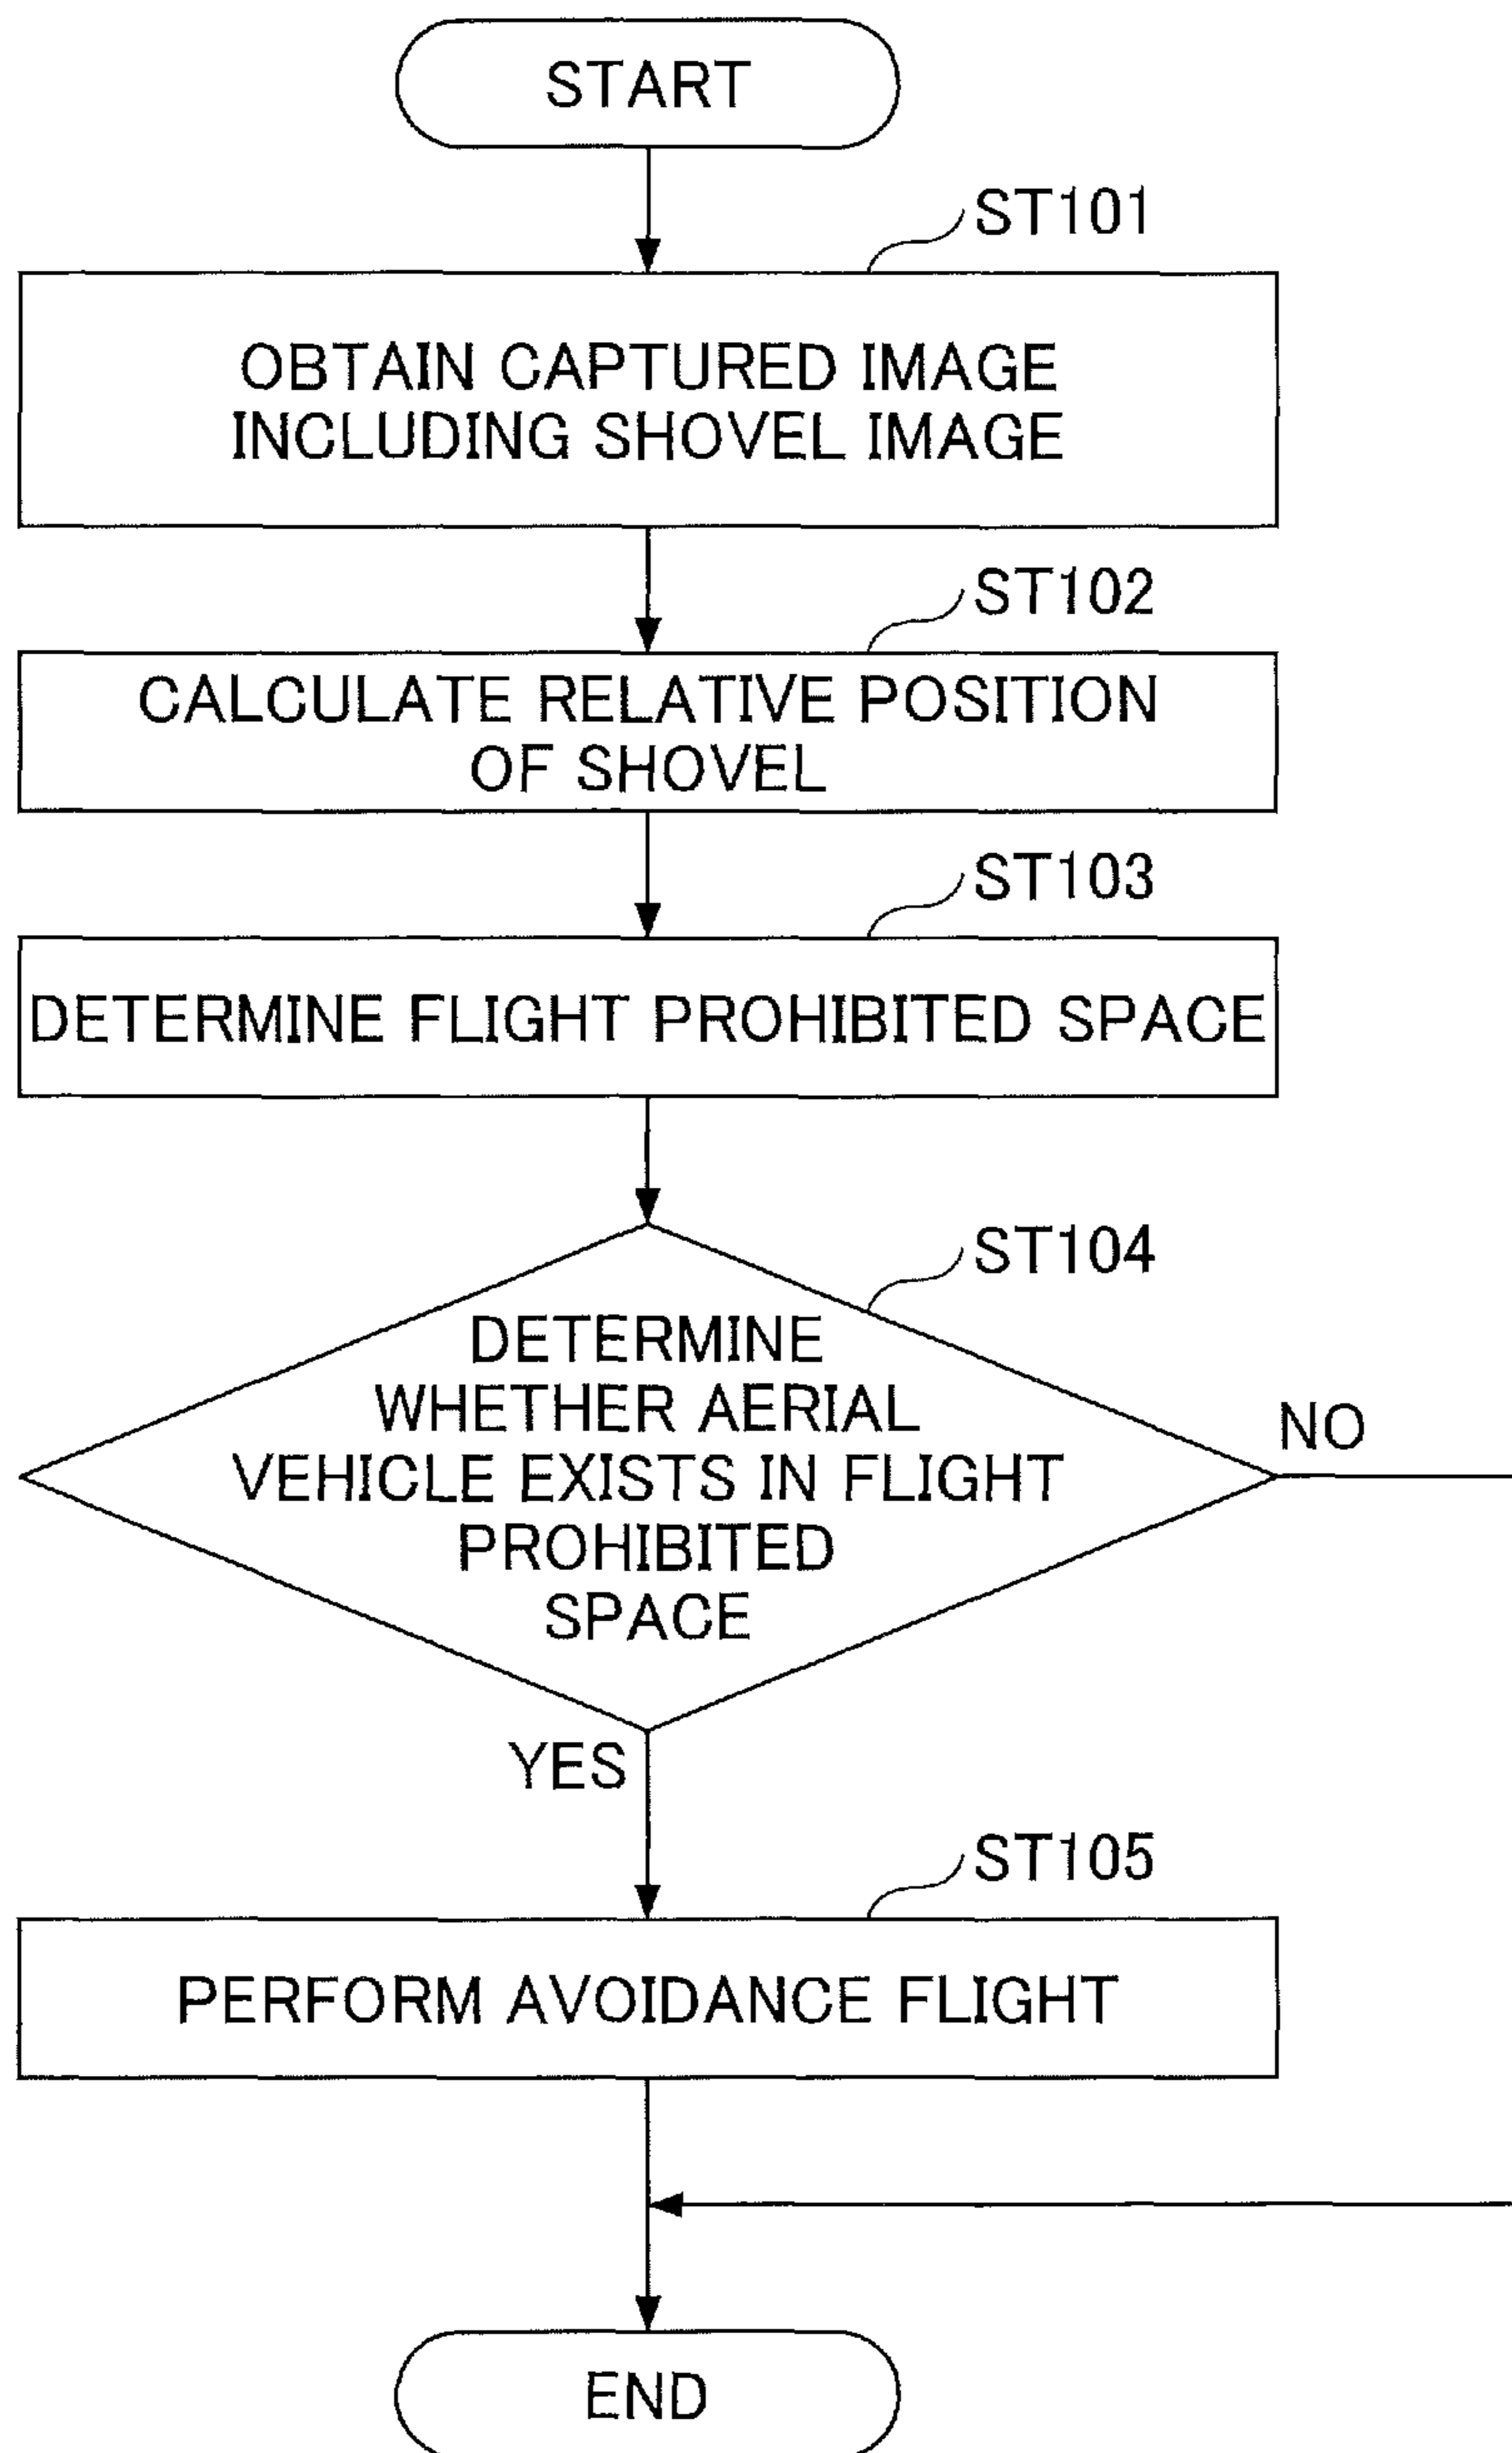 START
ST101
OBTAIN CAPTURED IMAGE
INCLUDING SHOVEL IMAGE
ST102
CALCULATE RELATIVE POSITION
OF SHOVEL
ST103
DETERMINE FLIGHT PROHIBITED SPACE
ST104
DETERMINE
WHETHER AERIAL
VEHICLE EXISTS IN FLIGHT
PROHIBITED
SPACE
NO
YES
ST105
PERFORM AVOIDANCE FLIGHT
END